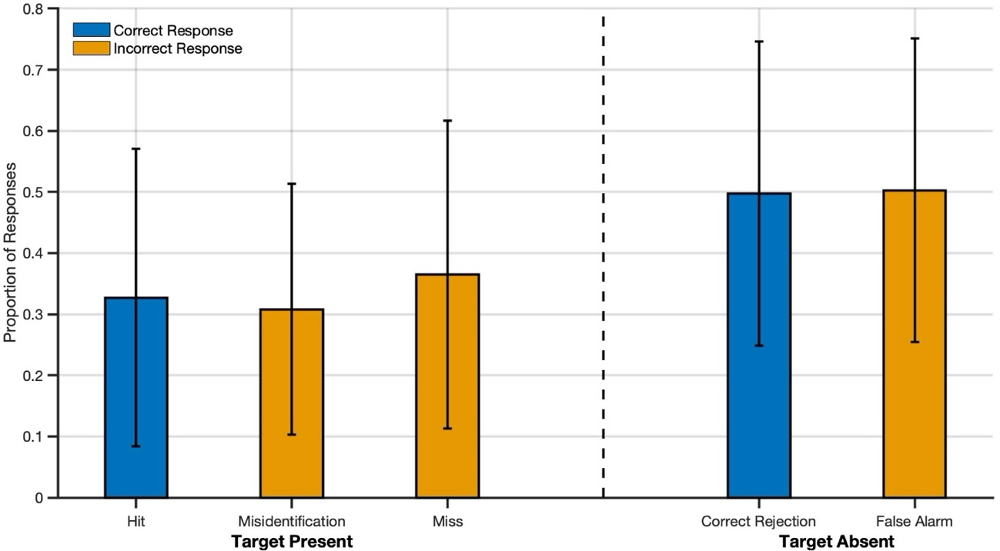 Correct Response
Incorrect Response
Proportion of Responses
0.8
0.7
0.6
0.5
0.4
0.3
0.2
0.1
0
Hit Misidentification Miss Correct Rejection False Alarm
Target Present Target Absent